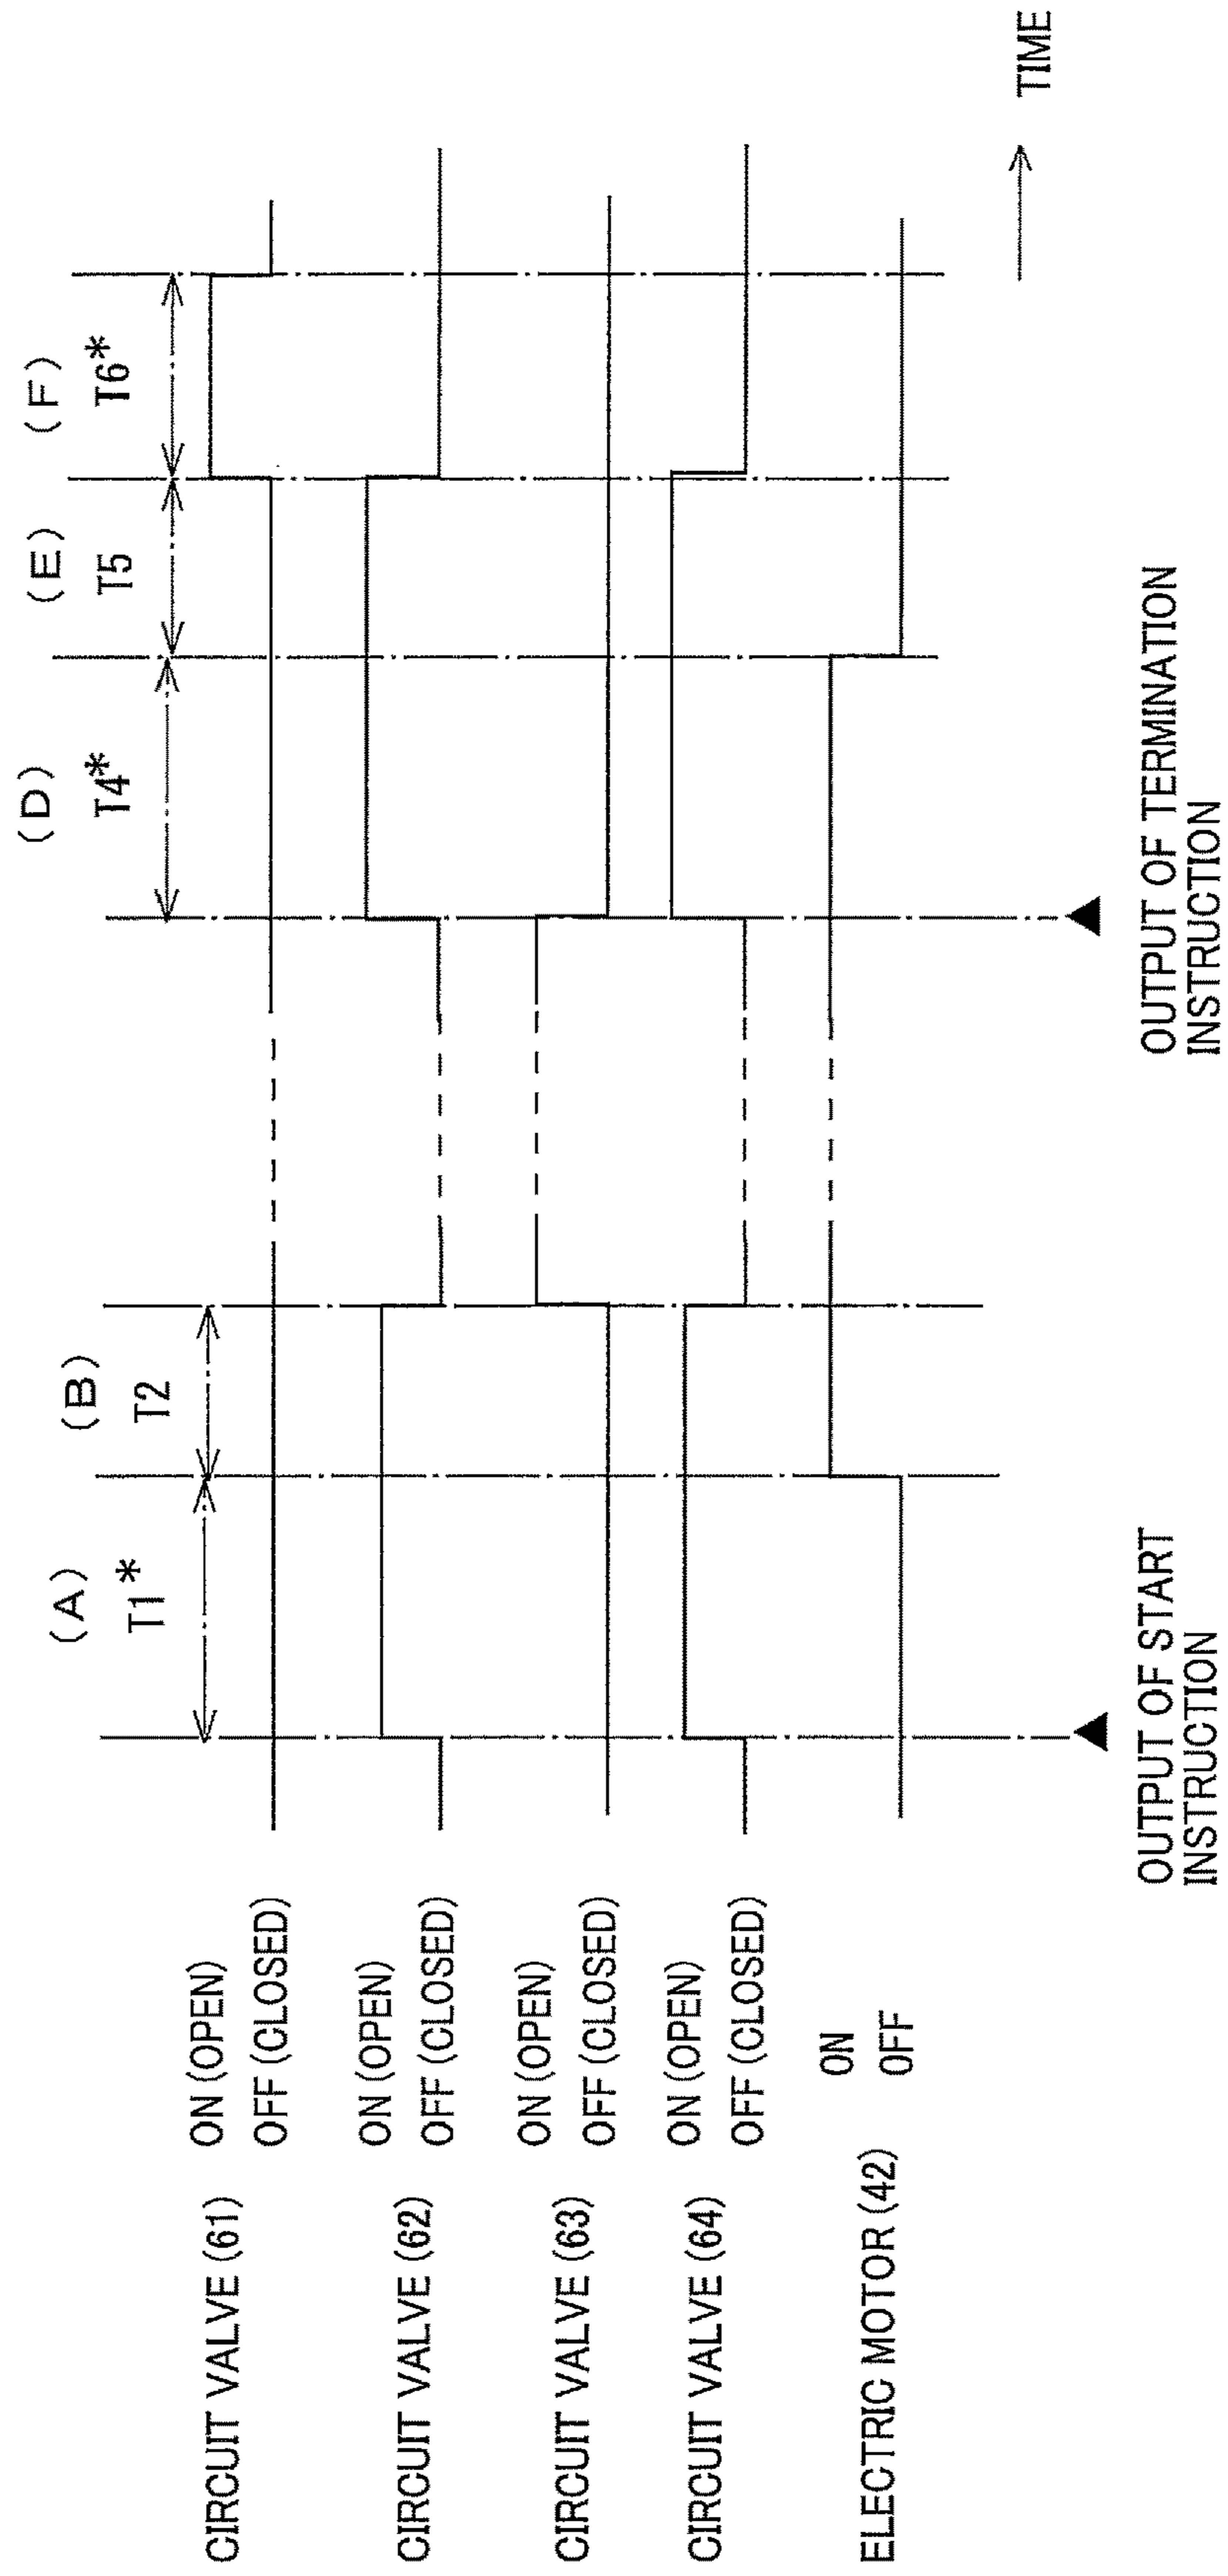 (A)
(B)
(D)
(E)
(F)
T1*
T2
T4*
T5
T6*
CIRCUIT VALVE (61)
ON (OPEN)
OFF (CLOSED)
CIRCUIT VALVE (62)
ON (OPEN)
OFF (CLOSED)
CIRCUIT VALVE (63)
ON (OPEN)
OFF (CLOSED)
CIRCUIT VALVE (64)
ON (OPEN)
OFF (CLOSED)
ELECTRIC MOTOR (42)
ON
OFF
TIME
OUTPUT OF START
INSTRUCTION
OUTPUT OF TERMINATION
INSTRUCTION